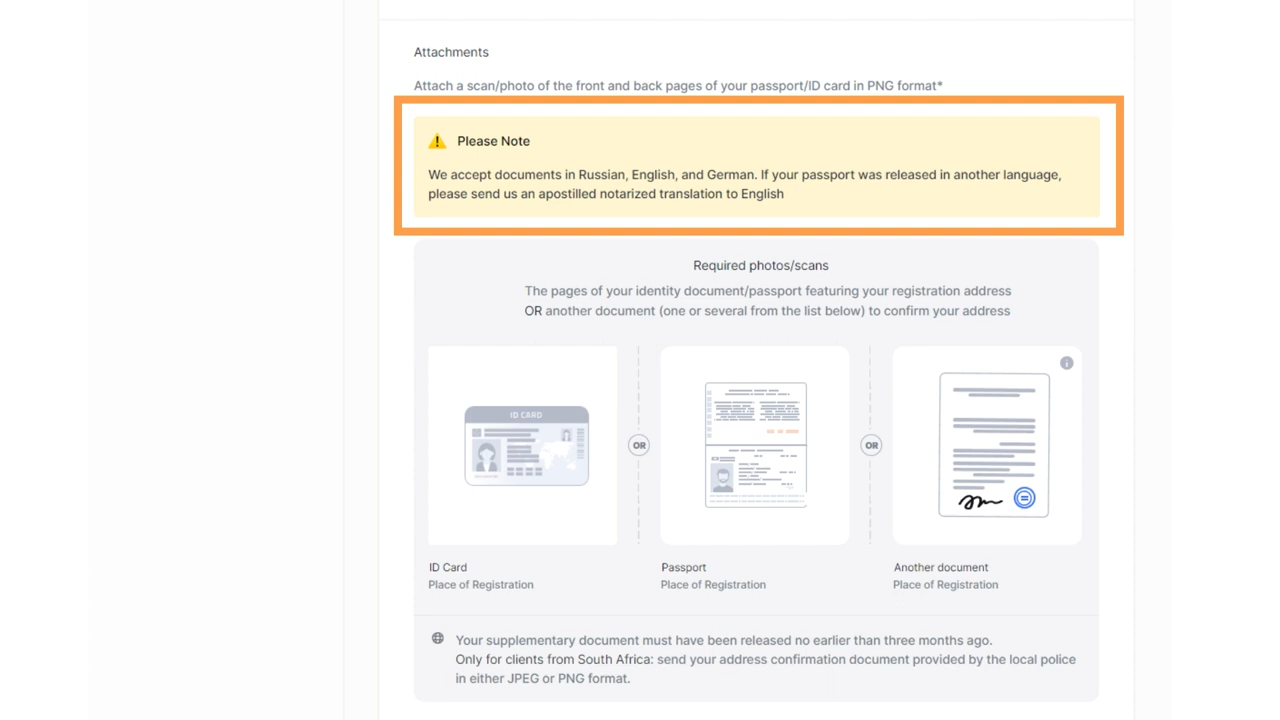 Attachments
Attach a scan/photo of the front and back pages of your passport/ID card in PNG format*
Please Note
We accept documents in Russian, English, and German. If your passport was released in another language,
please send us an apostilled notarized translation to English
Required photos/scans
The pages of your identity document/passport featuring your registration address
OR another document (one or several from the list below) to confirm your address
ID CARD
OR
OR
ID Card
Place of Registration
Passport
Place of Registration
Another document
Place of Registration
Your supplementary document must have been released no earlier than three months ago.
Only for clients from South Africa: send your address confirmation document provided by the local police
in either JPEG or PNG format.